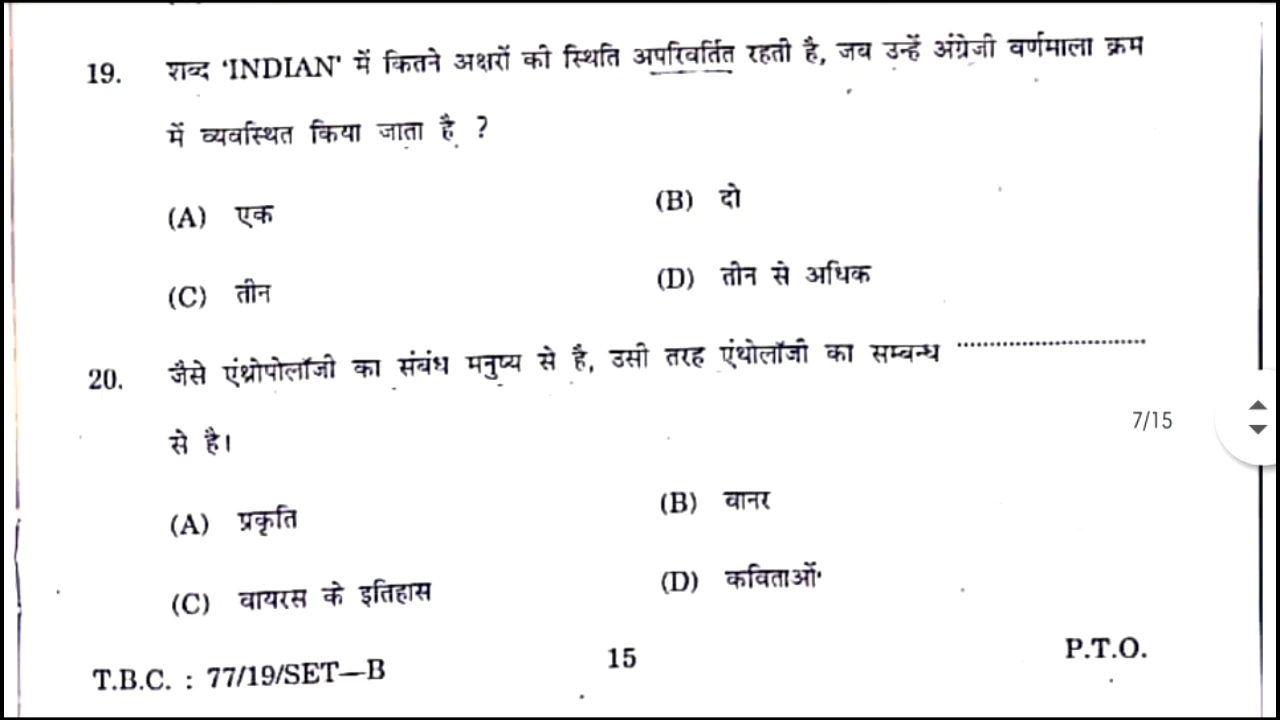 19. शब्द 'INDIAN' में कितने अक्षरों की स्थिति अपरिवर्तित रहती है, जब उन्हें अंग्रेजी वर्णमाला क्रम
में व्यवस्थित किया जाता है ?
(A) एक (B) दो
(C) तीन (D) तीन से अधिक
20. जैसे एंथ्रोपोलॉजी का संबंध मनुष्य से है, उसी तरह एंथोलॉजी का सम्बन्ध ..............................
से है।
7/15
(A) प्रकृति (B) वानर
(C) वायरस के इतिहास (D) कविताओं
T.B.C. : 77/19/SET—B 15 P.T.O.